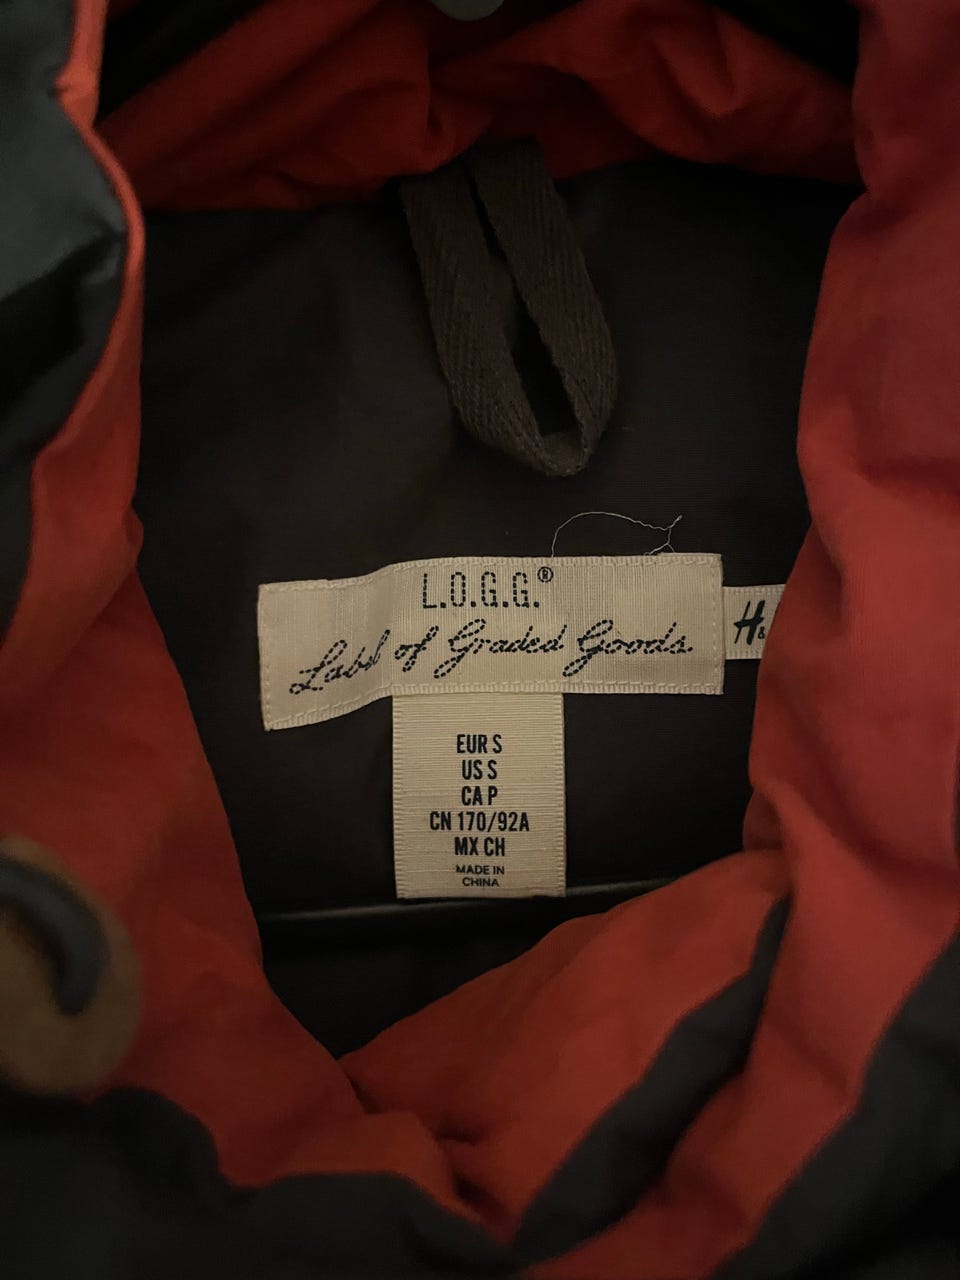 L.O.G.G.®
Label of Graded Goods.
H&
EUR S
US S
CA P
CN 170/92A
MX CH
MADE IN
CHINA